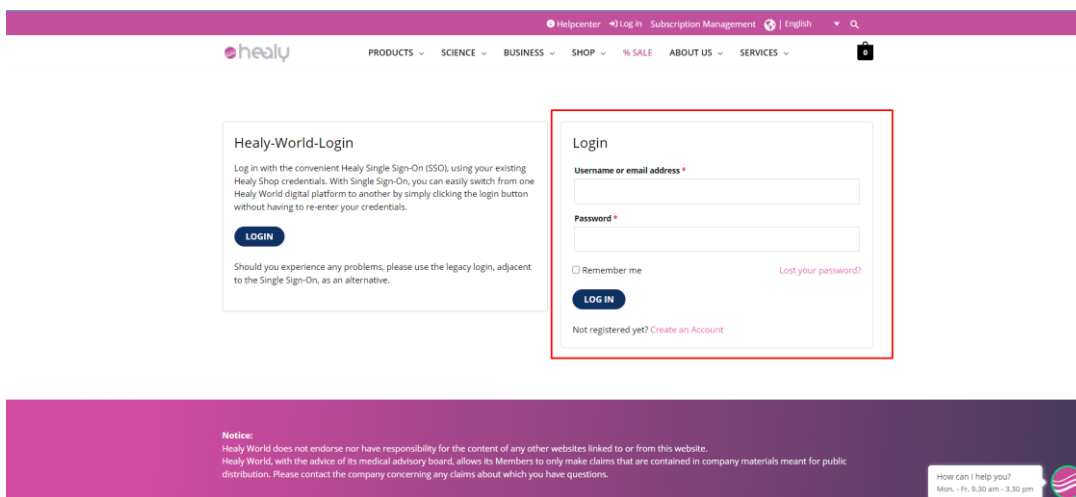 Helpcenter Log in Subscription Management | English
healy
PRODUCTS SCIENCE BUSINESS SHOP % SALE ABOUT US SERVICES 0
Healy-World-Login
Log in with the convenient Healy Single Sign-On (SSO), using your existing
Healy Shop credentials. With Single Sign-On, you can easily switch from one
Healy World digital platform to another by simply clicking the login button
without having to re-enter your credentials.
LOGIN
Should you experience any problems, please use the legacy login, adjacent
to the Single Sign-On, as an alternative.
Login
Username or email address *
Password *
Remember me Lost your password?
LOG IN
Not registered yet? Create an Account
Notice:
Healy World does not endorse nor have responsibility for the content of any other websites linked to or from this website.
Healy World, with the advice of its medical advisory board, allows its Members to only make claims that are contained in company materials meant for public
distribution. Please contact the company concerning any claims about which you have questions.
How can I help you?
Mon. - Fr. 9.30 am - 3.30 pm